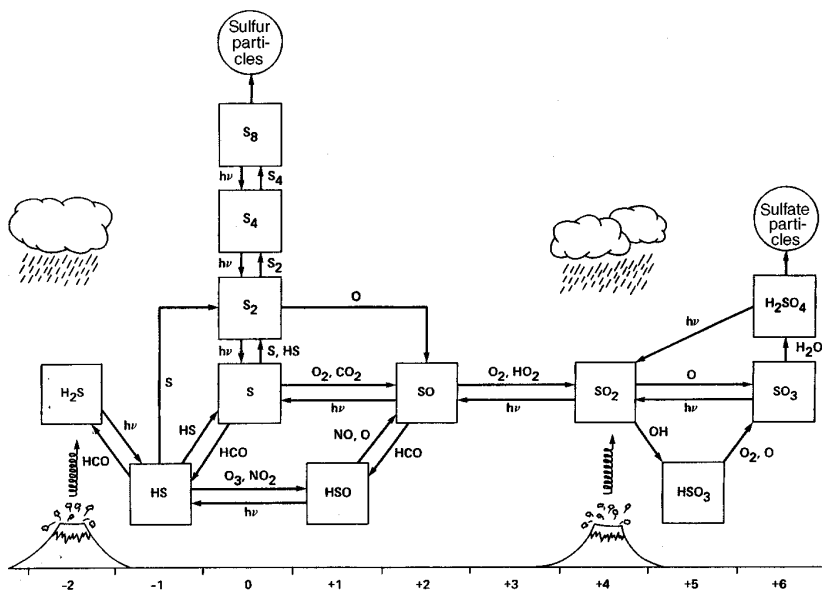 Sulfur
parti-
cles
S₈
hν
S₄
S₄
hν
S₂
Sulfate
parti-
cles
S₂
O
H₂SO₄
hν
hν
S, HS
H₂O
S
H₂S
hν
HCO
HS
S
HCO
O₂, CO₂
hν
SO
O₂, HO₂
hν
SO₂
O
hν
SO₃
NO, O
HCO
OH
O₂, O
HS
O₃, NO₂
hν
HSO
HSO₃
-2 -1 0 +1 +2 +3 +4 +5 +6